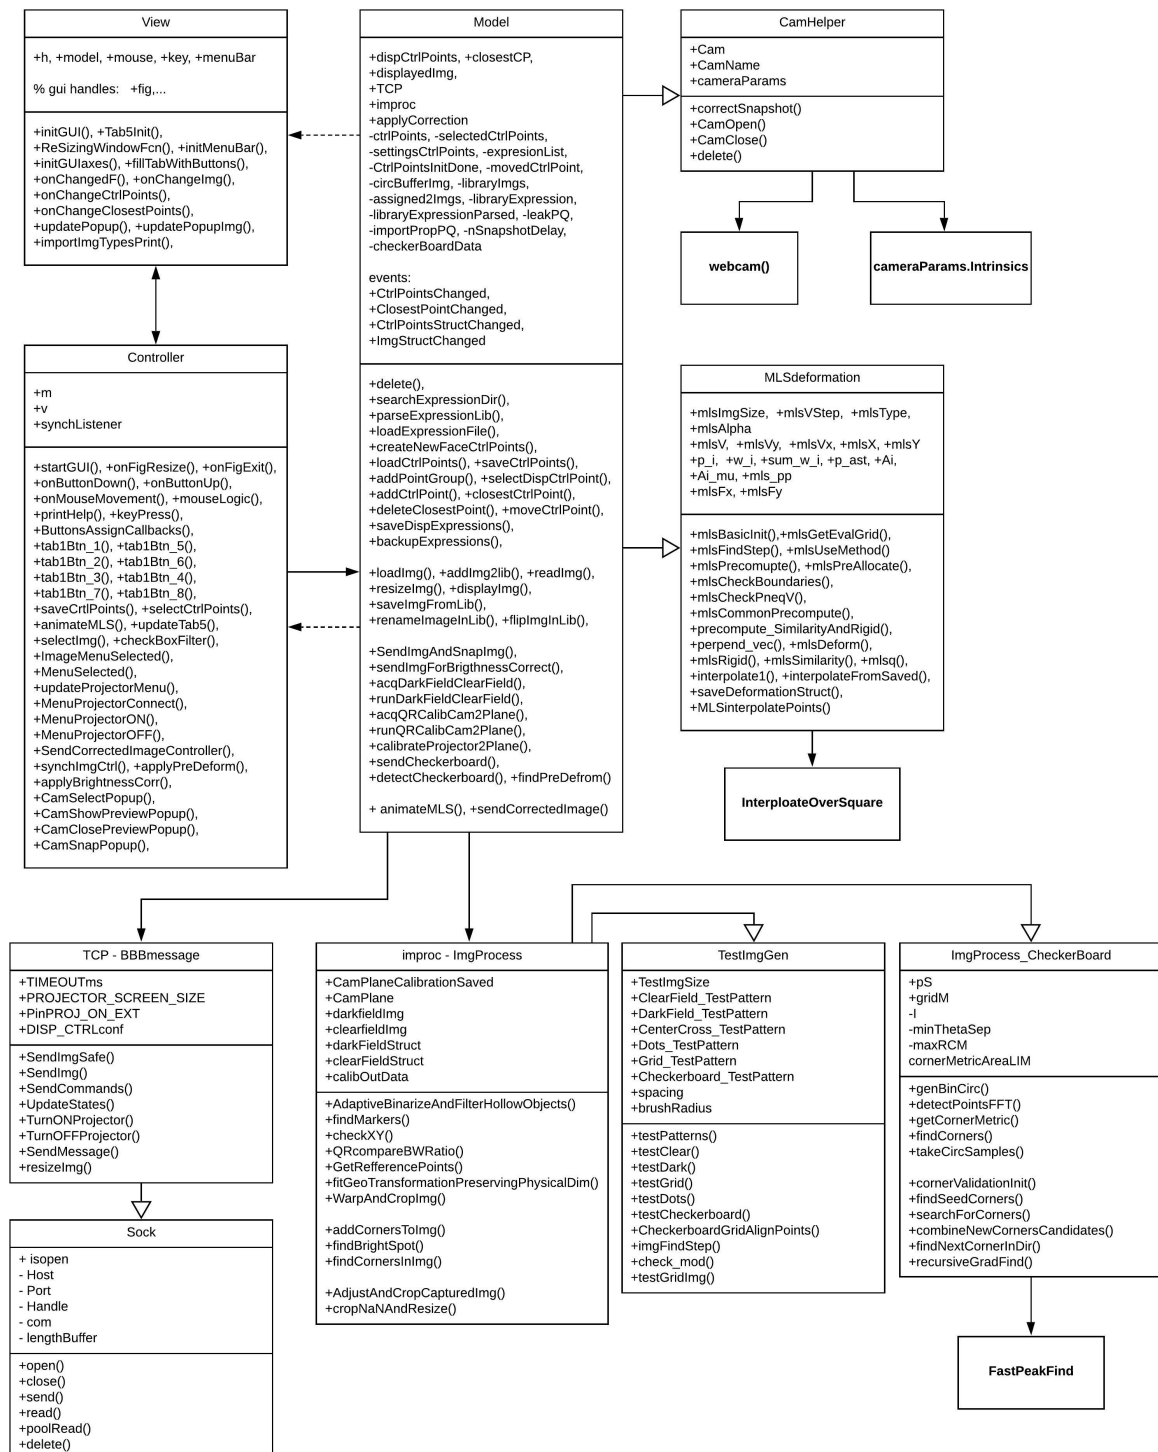 View
+h, +model, +mouse, +key, +menuBar
% gui handles:   +fig,...
+initGUI(), +Tab5Init(),
+ReSizingWindowFcn(), +initMenuBar(),
+initGUIaxes(), +fillTabWithButtons(),
+onChangedF(), +onChangeImg(),
+onChangeCtrlPoints(),
+onChangeClosestPoints(),
+updatePopup(), +updatePopupImg(),
+importImgTypesPrint(),
Controller
+m
+v
+synchListener
+startGUI(), +onFigResize(), +onFigExit(),
+onButtonDown(), +onButtonUp(),
+onMouseMovement(), +mouseLogic(),
+printHelp(), +keyPress(),
+ButtonsAssignCallbacks(),
+tab1Btn_1(), +tab1Btn_5(),
+tab1Btn_2(), +tab1Btn_6(),
+tab1Btn_3(), +tab1Btn_4(),
+tab1Btn_7(), +tab1Btn_8(),
+saveCrtlPoints(), +selectCtrlPoints(),
+animateMLS(), +updateTab5(),
+selectImg(), +checkBoxFilter(),
+ImageMenuSelected(),
+MenuSelected(),
+updateProjectorMenu(),
+MenuProjectorConnect(),
+MenuProjectorON(),
+MenuProjectorOFF(),
+SendCorrectedImageController(),
+synchImgCtrl(), +applyPreDeform(),
+applyBrightnessCorr(),
+CamSelectPopup(),
+CamShowPreviewPopup(),
+CamClosePreviewPopup(),
+CamSnapPopup(),
Model
+dispCtrlPoints, +closestCP,
+displayedImg,
+TCP
+improc
+applyCorrection
-ctrlPoints, -selectedCtrlPoints,
-settingsCtrlPoints, -expresionList,
-CtrlPointsInitDone, -movedCtrlPoint,
-circBufferImg, -libraryImgs,
-assigned2Imgs, -libraryExpression,
-libraryExpressionParsed, -leakPQ,
-importPropPQ, -nSnapshotDelay,
-checkerBoardData
events:
+CtrlPointsChanged,
+ClosestPointChanged,
+CtrlPointsStructChanged,
+ImgStructChanged
+delete(),
+searchExpressionDir(),
+parseExpressionLib(),
+loadExpressionFile(),
+createNewFaceCtrlPoints(),
+loadCtrlPoints(), +saveCtrlPoints(),
+addPointGroup(), +selectDispCtrlPoint(),
+addCtrlPoint(), +closestCtrlPoint(),
+deleteClosestPoint(), +moveCtrlPoint(),
+saveDispExpressions(),
+backupExpressions(),
+loadImg(), +addImg2lib(), +readImg(),
+resizeImg(), +displayImg(),
+saveImgFromLib(),
+renameImageInLib(), +flipImgInLib(),
+SendImgAndSnapImg(),
+sendImgForBrigthnessCorrect(),
+acqDarkFieldClearField(),
+runDarkFieldClearField(),
+acqQRCalibCam2Plane(),
+runQRCalibCam2Plane(),
+calibrateProjector2Plane(),
+sendCheckerboard(),
+detectCheckerboard(), +findPreDefrom()
+ animateMLS(), +sendCorrectedImage()
CamHelper
+Cam
+CamName
+cameraParams
+correctSnapshot()
+CamOpen()
+CamClose()
+delete()
webcam()
cameraParams.Intrinsics
MLSdeformation
+mlsImgSize,  +mlsVStep,  +mlsType,
+mlsAlpha
+mlsV,  +mlsVy, +mlsVx, +mlsX, +mlsY
+p_i,  +w_i, +sum_w_i, +p_ast, +Ai,
+Ai_mu, +mls_pp
+mlsFx, +mlsFy
+mlsBasicInit(),+mlsGetEvalGrid(),
+mlsFindStep(), +mlsUseMethod()
+mlsPrecomupte(), +mlsPreAllocate(),
+mlsCheckBoundaries(),
+mlsCheckPneqV(),
+mlsCommonPrecompute(),
+precompute_SimilarityAndRigid(),
+perpend_vec(), +mlsDeform(),
+mlsRigid(), +mlsSimilarity(), +mlsq(),
+interpolate1(), +interpolateFromSaved(),
+saveDeformationStruct(),
+MLSinterpolatePoints()
InterploateOverSquare
TCP - BBBmessage
+TIMEOUTms
+PROJECTOR_SCREEN_SIZE
+PinPROJ_ON_EXT
+DISP_CTRLconf
+SendImgSafe()
+SendImg()
+SendCommands()
+UpdateStates()
+TurnONProjector()
+TurnOFFProjector()
+SendMessage()
+resizeImg()
Sock
+ isopen
- Host
- Port
- Handle
- com
- lengthBuffer
+open()
+close()
+send()
+read()
+poolRead()
+delete()
improc - ImgProcess
+CamPlaneCalibrationSaved
+CamPlane
+darkfieldImg
+clearfieldImg
+darkFieldStruct
+clearFieldStruct
+calibOutData
+AdaptiveBinarizeAndFilterHollowObjects()
+findMarkers()
+checkXY()
+QRcompareBWRatio()
+GetRefferencePoints()
+fitGeoTransformationPreservingPhysicalDim()
+WarpAndCropImg()
+addCornersToImg()
+findBrightSpot()
+findCornersInImg()
+AdjustAndCropCapturedImg()
+cropNaNAndResize()
TestImgGen
+TestImgSize
+ClearField_TestPattern
+DarkField_TestPattern
+CenterCross_TestPattern
+Dots_TestPattern
+Grid_TestPattern
+Checkerboard_TestPattern
+spacing
+brushRadius
+testPatterns()
+testClear()
+testDark()
+testGrid()
+testDots()
+testCheckerboard()
+CheckerboardGridAlignPoints()
+imgFindStep()
+check_mod()
+testGridImg()
ImgProcess_CheckerBoard
+pS
+gridM
-I
-minThetaSep
-maxRCM
cornerMetricAreaLIM
+genBinCirc()
+detectPointsFFT()
+getCornerMetric()
+findCorners()
+takeCircSamples()
+cornerValidationInit()
+findSeedCorners()
+searchForCorners()
+combineNewCornersCandidates()
+findNextCornerInDir()
+recursiveGradFind()
FastPeakFind